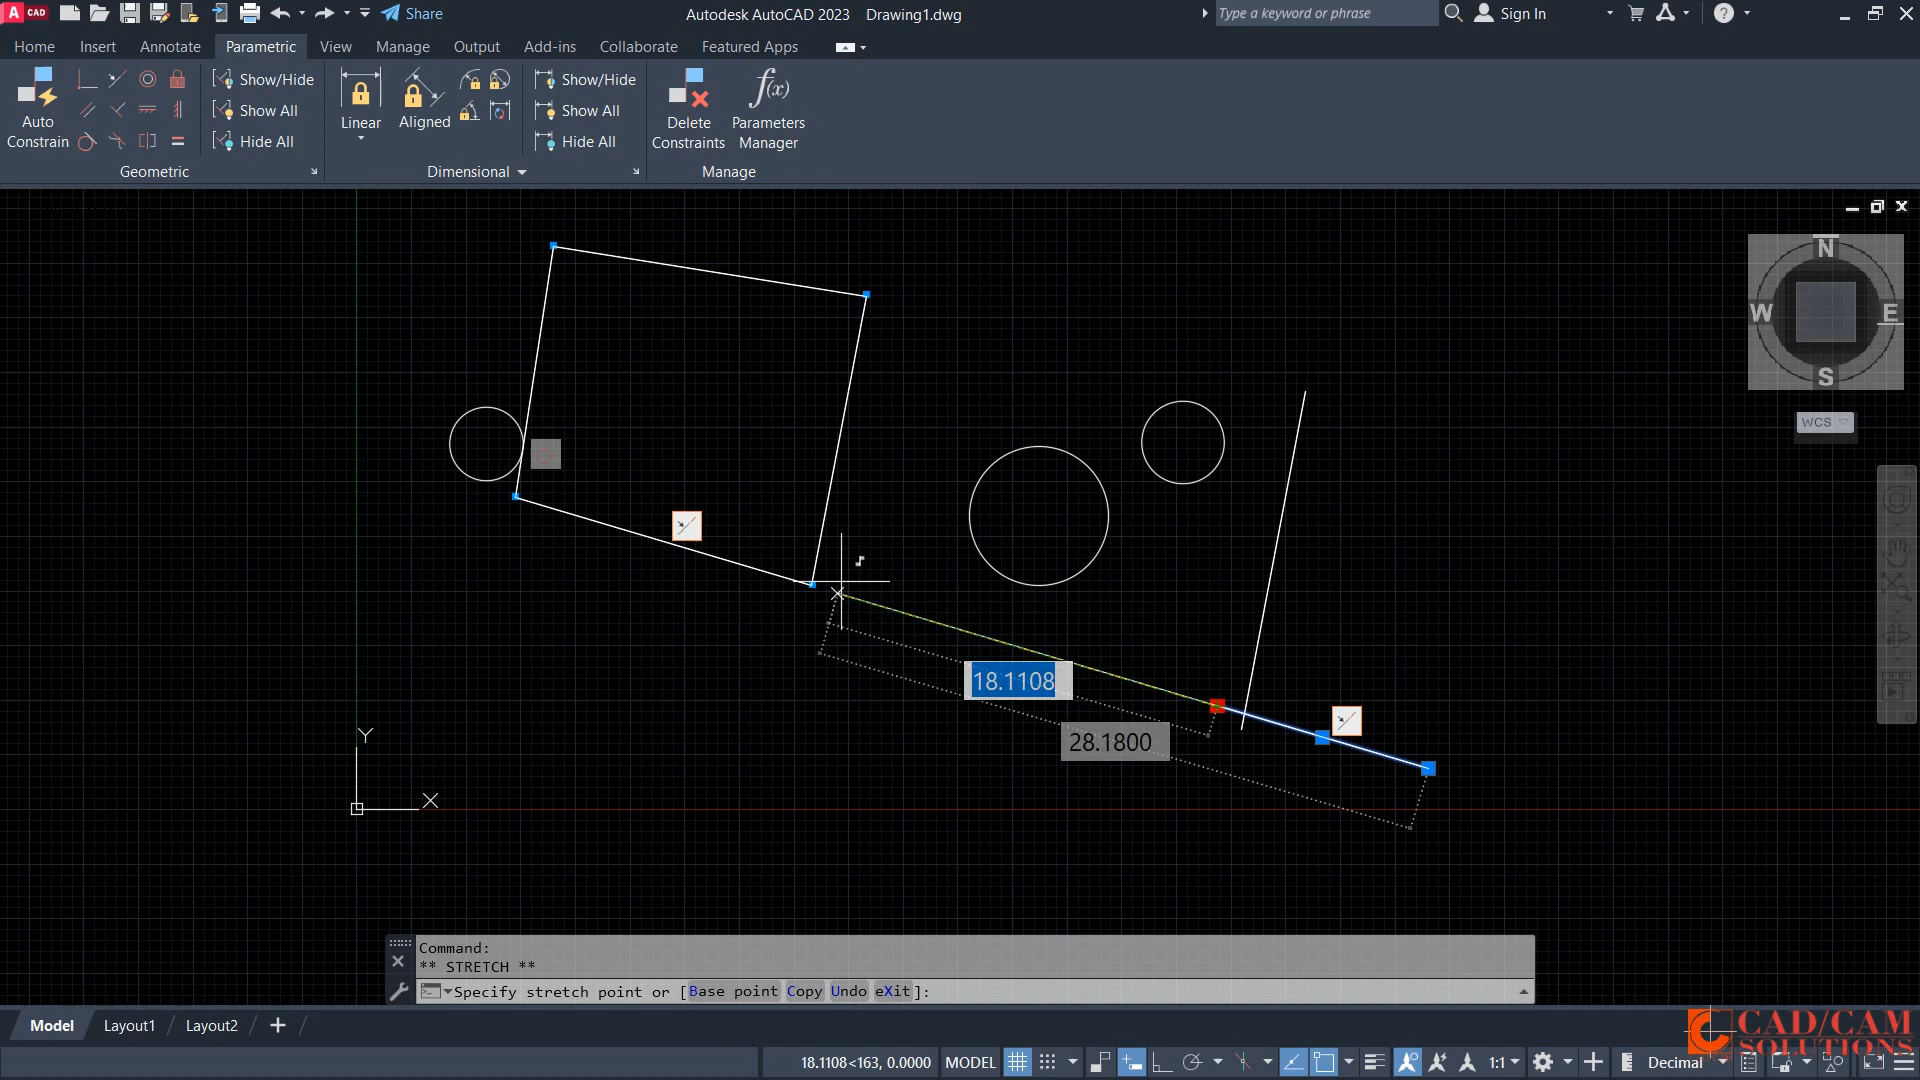 A CAD
Share
Autodesk AutoCAD 2023 Drawing1.dwg
Type a keyword or phrase
Sign In
Home Insert Annotate Parametric View Manage Output Add-ins Collaborate Featured Apps
Auto Constrain
Show/Hide
Show All
Hide All
Linear
Aligned
Show/Hide
Show All
Hide All
Delete Constraints
f(x)
Parameters Manager
Geometric
Dimensional
Manage
N
W
E
S
WCS
18.1108
28.1800
Y
X
Command:
** STRETCH **
Specify stretch point or [Base point Copy Undo eXit]:
Model Layout1 Layout2 +
CAD/CAM
SOLUTIONS
18.1108<163, 0.0000 MODEL 1:1 Decimal